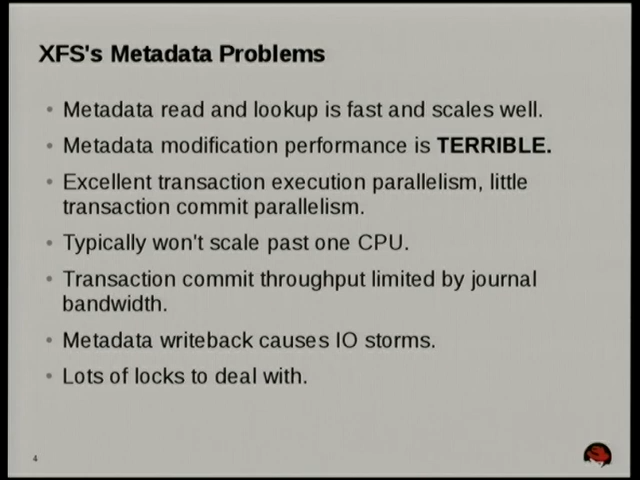 XFS's Metadata Problems
• Metadata read and lookup is fast and scales well.
• Metadata modification performance is TERRIBLE.
• Excellent transaction execution parallelism, little
transaction commit parallelism.
• Typically won't scale past one CPU.
• Transaction commit throughput limited by journal
bandwidth.
• Metadata writeback causes IO storms.
• Lots of locks to deal with.
4